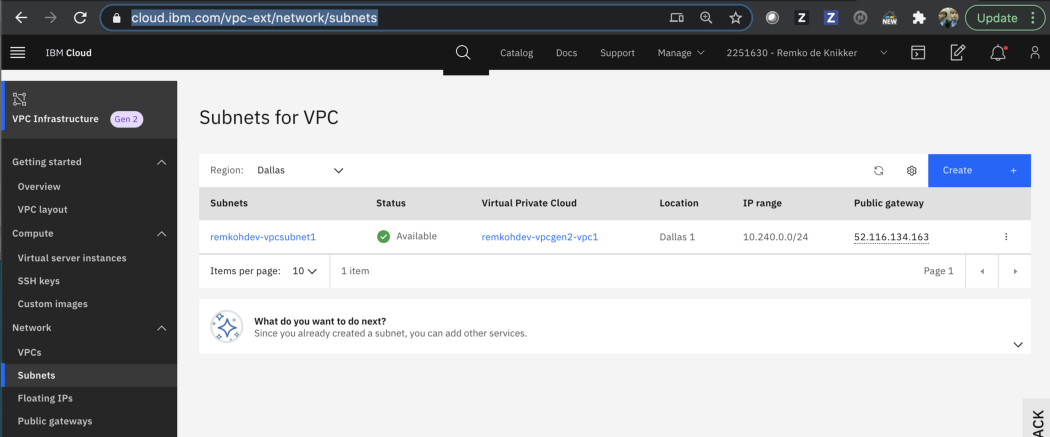 cloud.ibm.com/vpc-ext/network/subnets
Z
Z
NEW
Update
IBM Cloud
Catalog
Docs
Support
Manage
2251630 - Remko de Knikker
VPC Infrastructure
Gen 2
Getting started
Overview
VPC layout
Compute
Virtual server instances
SSH keys
Custom images
Network
VPCs
Subnets
Floating IPs
Public gateways
Subnets for VPC
Region: Dallas
Create +
Subnets Status Virtual Private Cloud Location IP range Public gateway
remkohdev-vpcsubnet1 Available remkohdev-vpcgen2-vpc1 Dallas 1 10.240.0.0/24 52.116.134.163
Items per page: 10 1 item Page 1
What do you want to do next?
Since you already created a subnet, you can add other services.